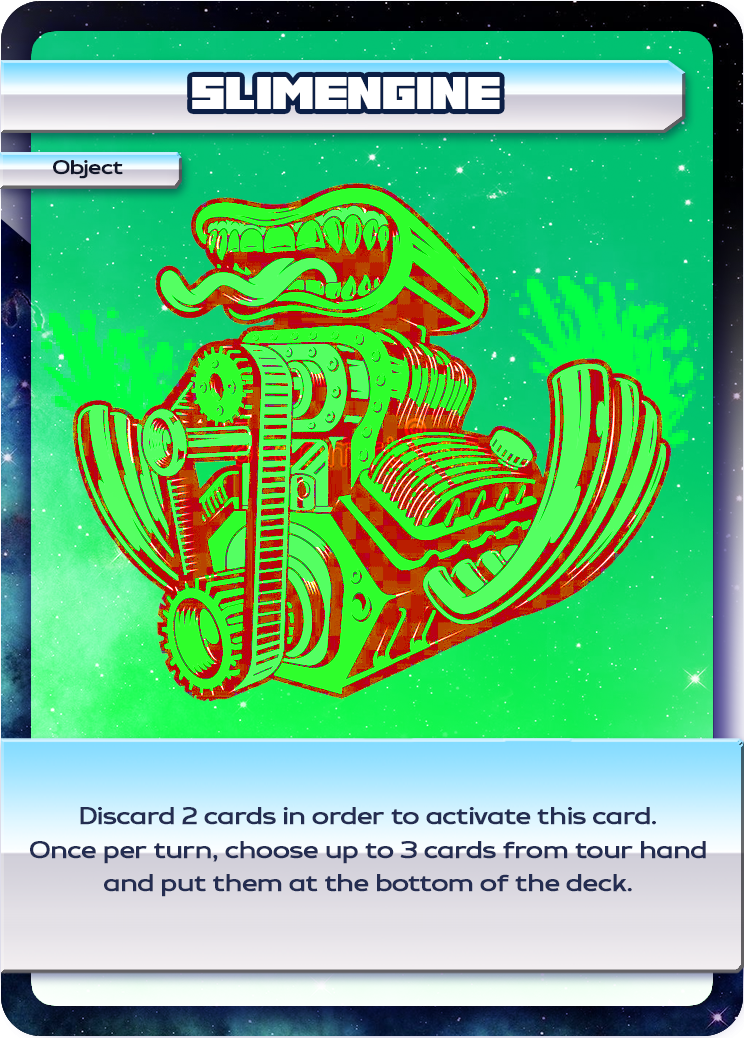 SLIMENGINE
Object
Discard 2 cards in order to activate this card.
Once per turn, choose up to 3 cards from tour hand
and put them at the bottom of the deck.